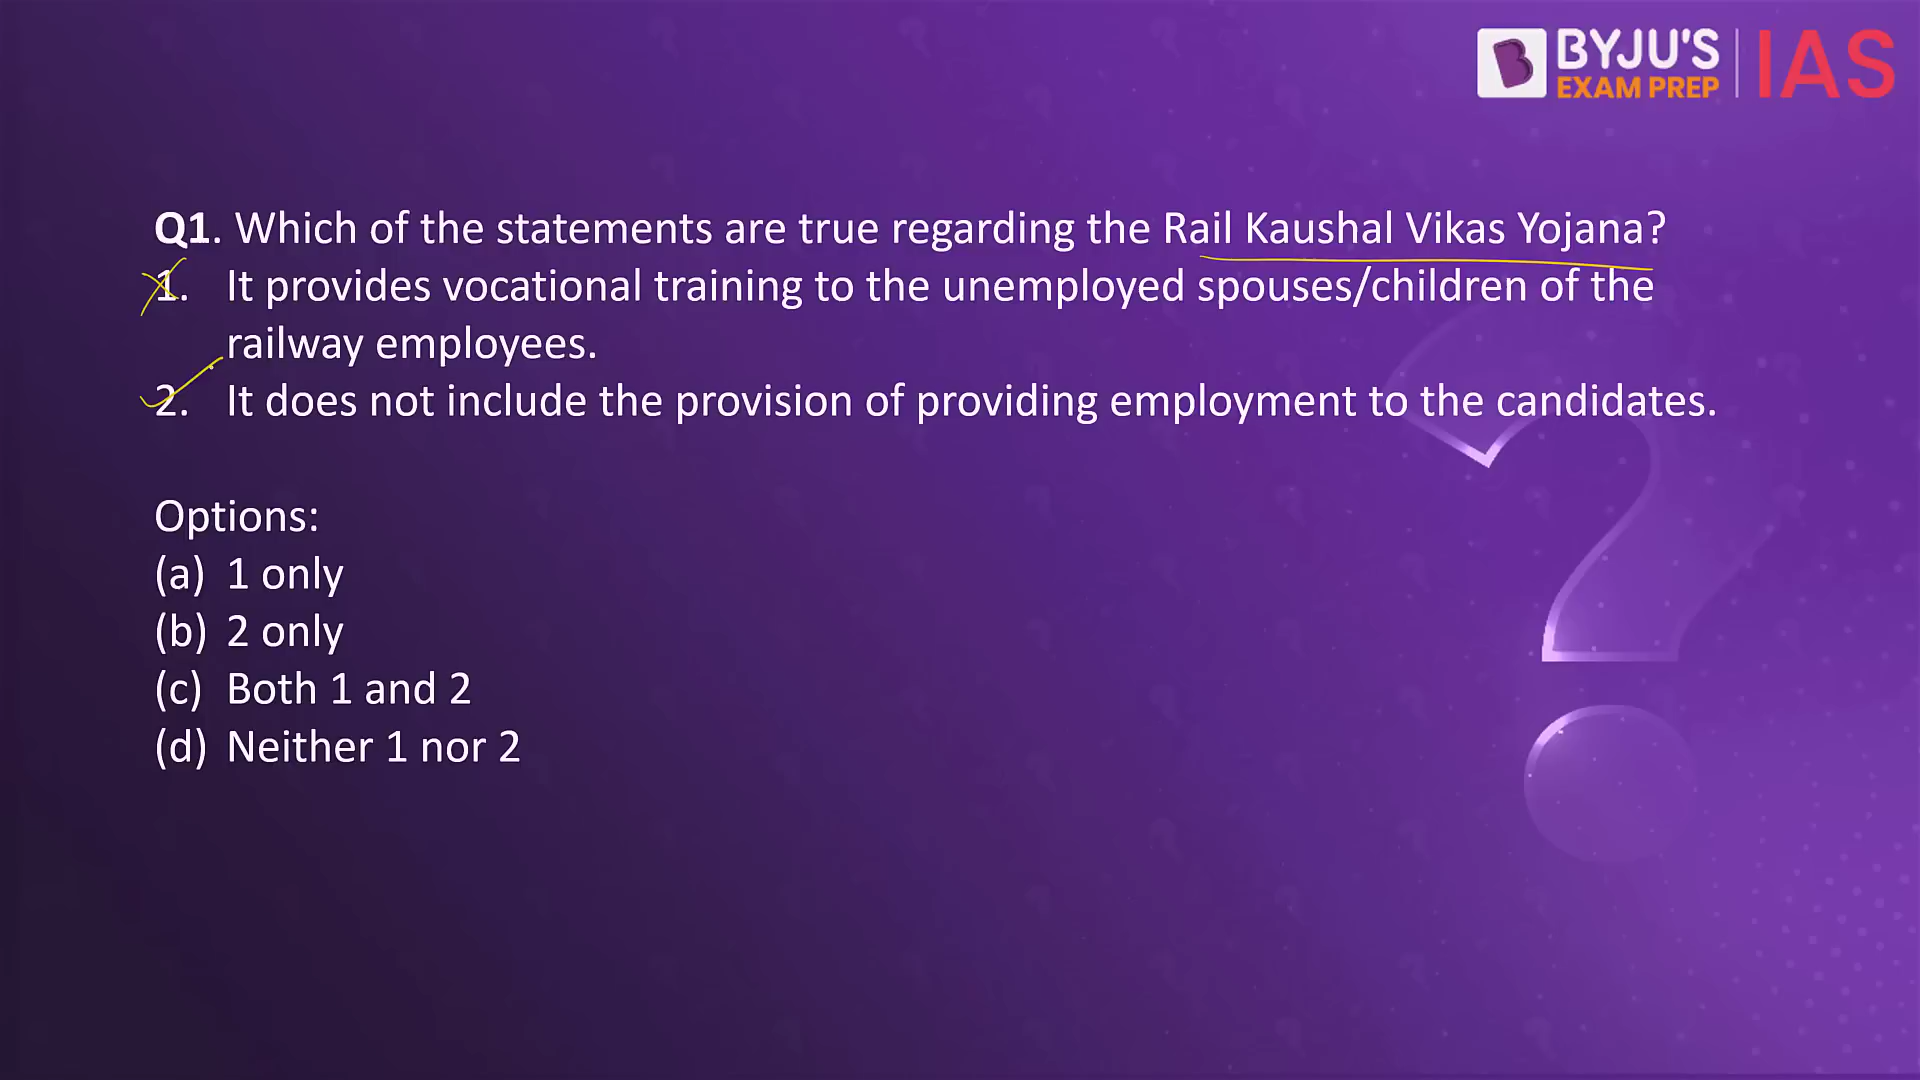 BYJU'S
EXAM PREP
IAS
Q1. Which of the statements are true regarding the Rail Kaushal Vikas Yojana?
1. It provides vocational training to the unemployed spouses/children of the
railway employees.
2. It does not include the provision of providing employment to the candidates.
Options:
(a) 1 only
(b) 2 only
(c) Both 1 and 2
(d) Neither 1 nor 2